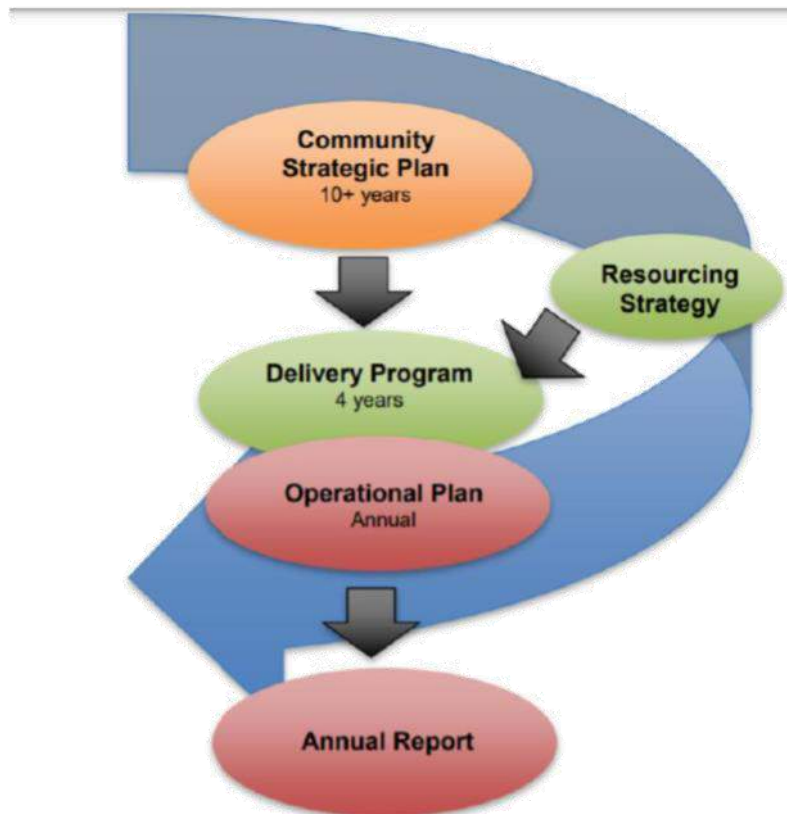 Community
Strategic Plan
10+ years
Resourcing
Strategy
Delivery Program
4 years
Operational Plan
Annual
Annual Report